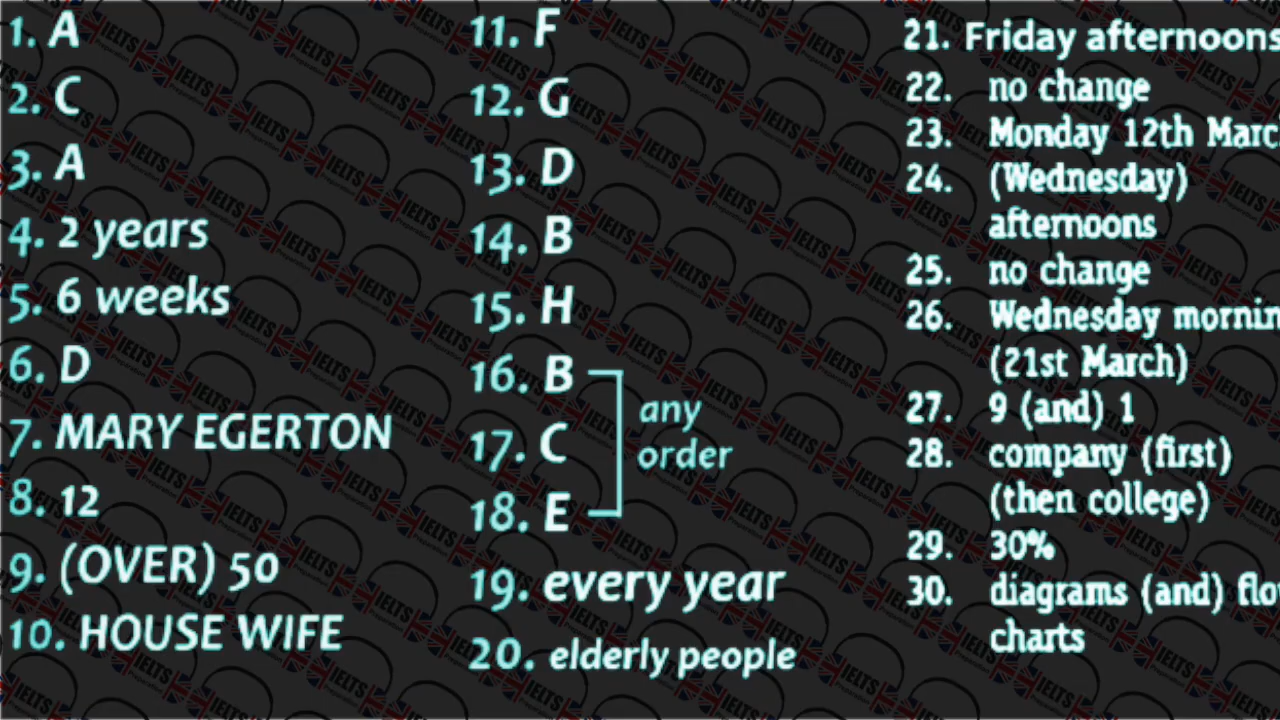 1. A
2. C
3. A
4. 2 years
5. 6 weeks
6. D
7. MARY EGERTON
8. 12
9. (OVER) 50
10. HOUSE WIFE
11. F
12. G
13. D
14. B
15. H
16. B
17. C
18. E
any
order
19. every year
20. elderly people
21. Friday afternoons
22. no change
23. Monday 12th Marc
24. (Wednesday)
afternoons
25. no change
26. Wednesday mornin
(21st March)
27. 9 (and) 1
28. company (first)
(then college)
29. 30%
30. diagrams (and) flo
charts